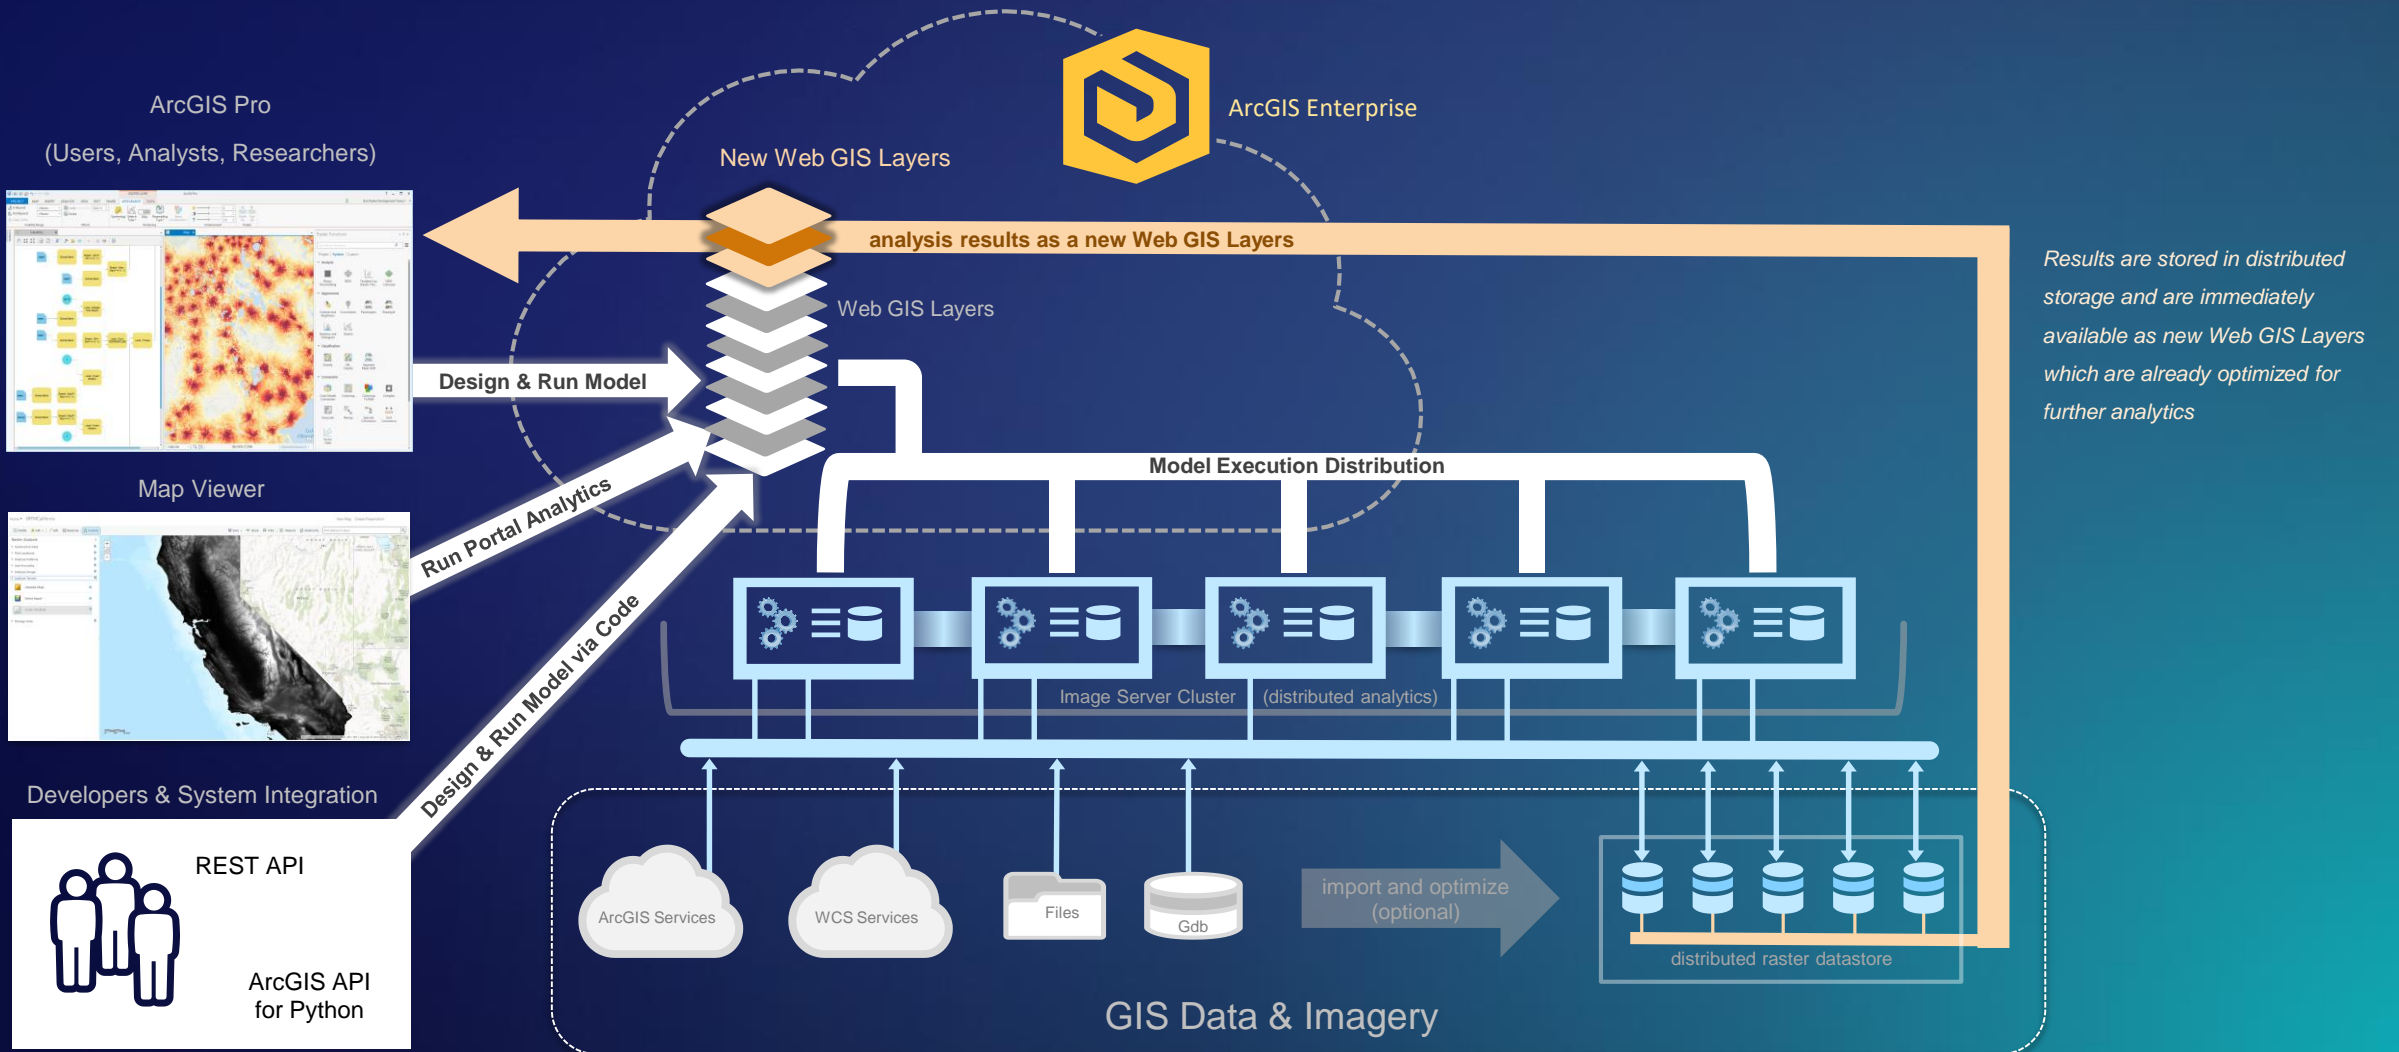 ArcGIS Pro
(Users, Analysts, Researchers)
Map Viewer
Developers & System Integration
REST API
ArcGIS API
for Python
Design & Run Model
Run Portal Analytics
Design & Run Model via Code
New Web GIS Layers
Web GIS Layers
ArcGIS Enterprise
analysis results as a new Web GIS Layers
Model Execution Distribution
Image Server Cluster (distributed analytics)
ArcGIS Services
WCS Services
Files
Gdb
import and optimize
(optional)
distributed raster datastore
GIS Data & Imagery
Results are stored in distributed
storage and are immediately
available as new Web GIS Layers
which are already optimized for
further analytics